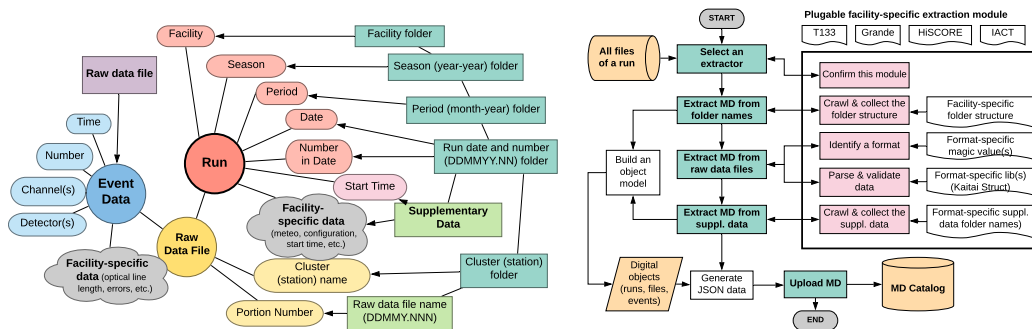 Facility
Facility folder
Season
Season (year-year) folder
Raw data file
Period
Period (month-year) folder
Time
Date
Run date and number
(DDMMYY.NN) folder
Number
Run
Number
in Date
Event
Data
Channel(s)
Start Time
Detector(s)
Facility-
specific data
(meteo, configuration,
start time, etc.)
Supplementary
Data
Raw
Data File
Facility-specific
data (optical line
length, errors, etc.)
Cluster
(station) name
Cluster (station)
folder
Portion Number
Raw data file name
(DDMMY.NNN)
START
Plugable facility-specific extraction module
T133
Grande
HiSCORE
IACT
All files
of a run
Select an
extractor
Confirm this
module
Extract MD from
folder names
Crawl & collect the
folder structure
Facility-specific
folder structure
Build an
object
model
Extract MD from
raw data files
Identify a format
Format-specific
magic value(s)
Parse & validate
data
Format-specific lib(s)
(Kaitai Struct)
Extract MD from
suppl. data
Crawl & collect the
suppl. data
Format-specific suppl.
data folder names)
Digital
objects
(runs, files,
events)
Generate
JSON data
Upload MD
MD Catalog
END